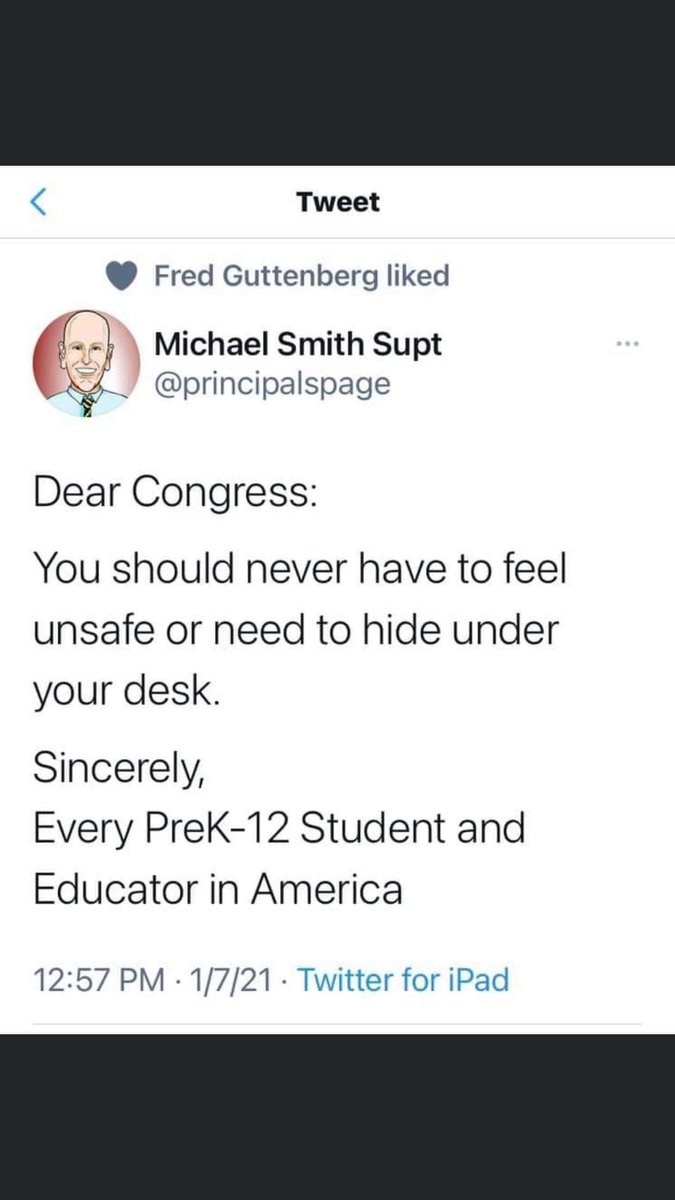 Tweet
Fred Guttenberg liked
Michael Smith Supt
@principalspage
Dear Congress:
You should never have to feel
unsafe or need to hide under
your desk.
Sincerely,
Every PreK-12 Student and
Educator in America
12:57 PM · 1/7/21 · Twitter for iPad